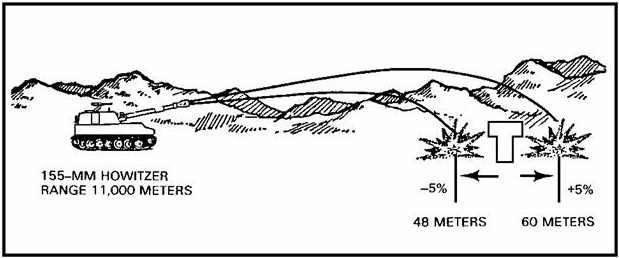 T
155-MM HOWITZER
RANGE 11,000 METERS
-5%
+5%
48 METERS
60 METERS